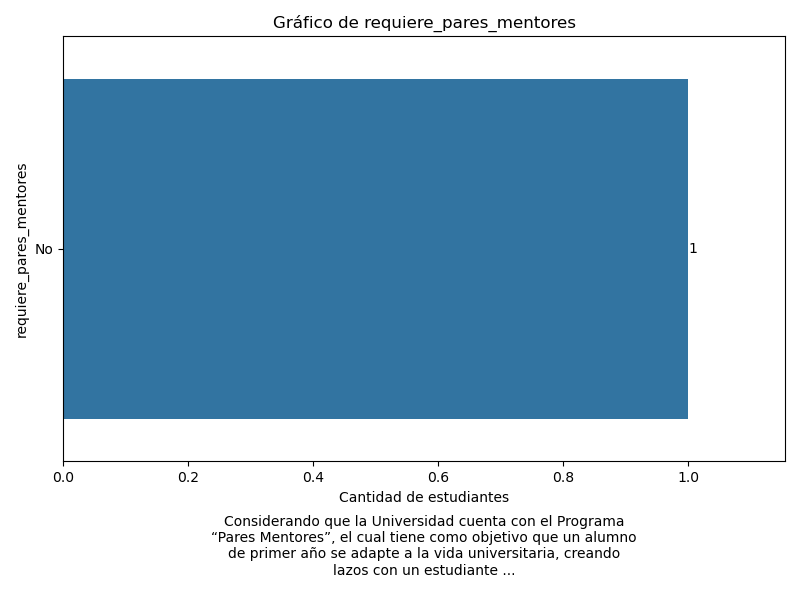 Gráfico de requiere_pares_mentores
requiere_pares_mentores
No
1
0.0
0.2
0.4
0.6
0.8
1.0
Cantidad de estudiantes
Considerando que la Universidad cuenta con el Programa
“Pares Mentores”, el cual tiene como objetivo que un alumno
de primer año se adapte a la vida universitaria, creando
lazos con un estudiante ...